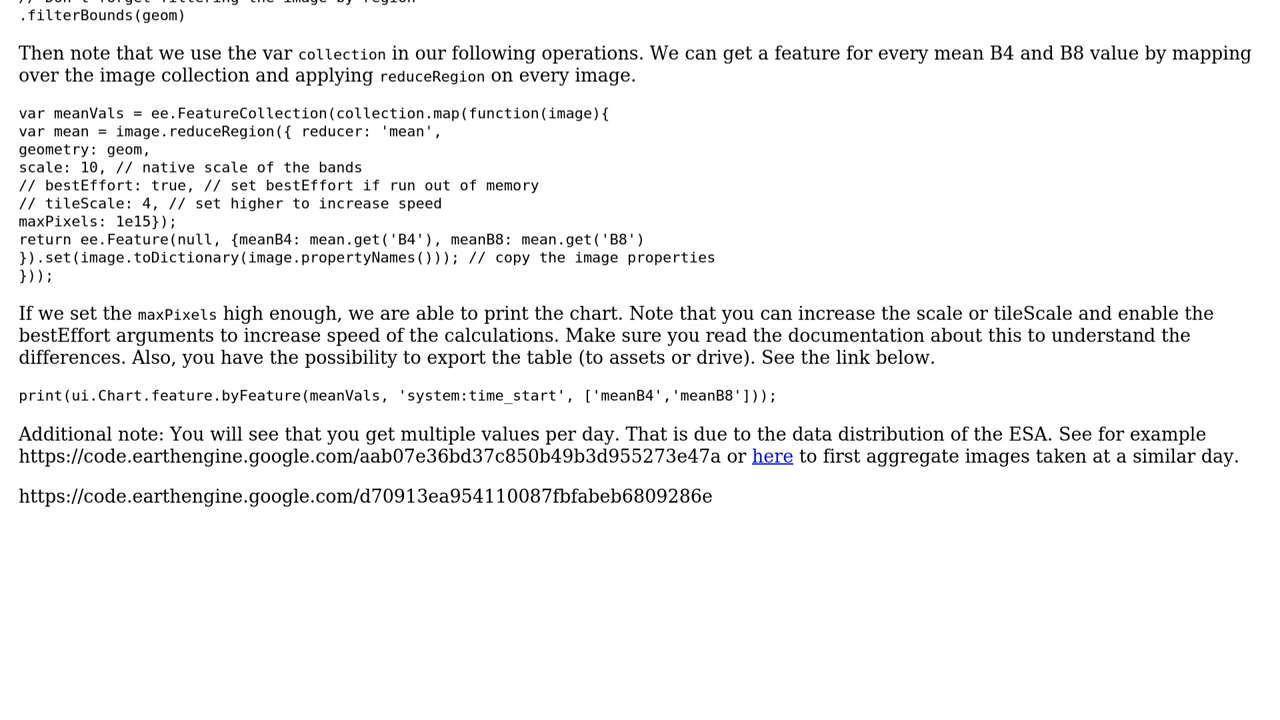 // Don't forget filtering the image by region
.filterBounds(geom)
Then note that we use the var collection in our following operations. We can get a feature for every mean B4 and B8 value by mapping
over the image collection and applying reduceRegion on every image.
var meanVals = ee.FeatureCollection(collection.map(function(image){
var mean = image.reduceRegion({ reducer: 'mean',
geometry: geom,
scale: 10, // native scale of the bands
// bestEffort: true, // set bestEffort if run out of memory
// tileScale: 4, // set higher to increase speed
maxPixels: 1e15});
return ee.Feature(null, {meanB4: mean.get('B4'), meanB8: mean.get('B8')
}).set(image.toDictionary(image.propertyNames())); // copy the image properties
}));
If we set the maxPixels high enough, we are able to print the chart. Note that you can increase the scale or tileScale and enable the
bestEffort arguments to increase speed of the calculations. Make sure you read the documentation about this to understand the
differences. Also, you have the possibility to export the table (to assets or drive). See the link below.
print(ui.Chart.feature.byFeature(meanVals, 'system:time_start', ['meanB4','meanB8']));
Additional note: You will see that you get multiple values per day. That is due to the data distribution of the ESA. See for example
https://code.earthengine.google.com/aab07e36bd37c850b49b3d955273e47a or here to first aggregate images taken at a similar day.
https://code.earthengine.google.com/d70913ea954110087fbfabeb6809286e